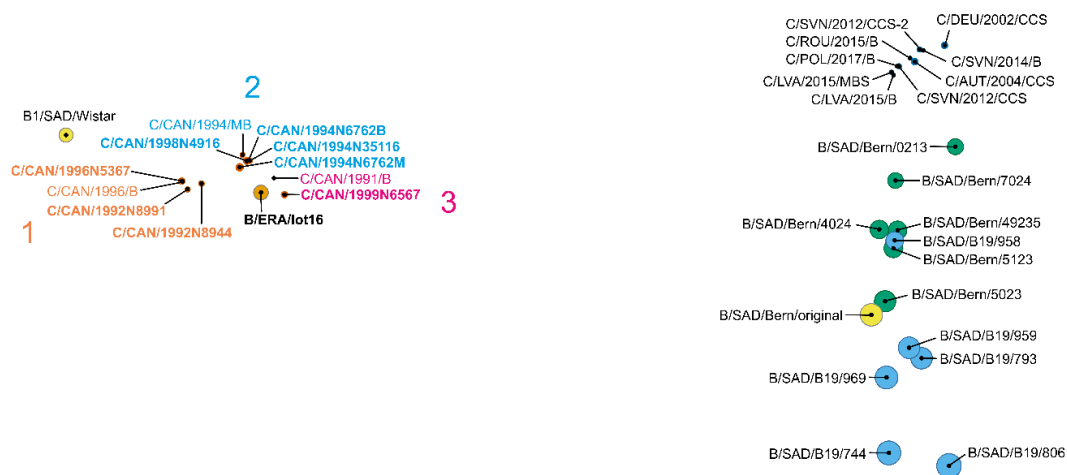 2
B1/SAD/Wistar
C/CAN/1994/MB
C/CAN/1994N6762B
C/CAN/1998N4916
C/CAN/1994N35116
C/CAN/1994N6762M
C/CAN/1996N5367
C/CAN/1991/B
C/CAN/1996/B
C/CAN/1999N6567
3
C/CAN/1992N8991
B/ERA/lot16
1
C/CAN/1992N8944
C/SVN/2012/CCS-2
C/DEU/2002/CCS
C/ROU/2015/B
C/SVN/2014/B
C/POL/2017/B
C/AUT/2004/CCS
C/LVA/2015/MBS
C/SVN/2012/CCS
C/LVA/2015/B
B/SAD/Bern/0213
B/SAD/Bern/7024
B/SAD/Bern/4024
B/SAD/Bern/49235
B/SAD/B19/958
B/SAD/Bern/5123
B/SAD/Bern/5023
B/SAD/Bern/original
B/SAD/B19/959
B/SAD/B19/793
B/SAD/B19/969
B/SAD/B19/744
B/SAD/B19/806